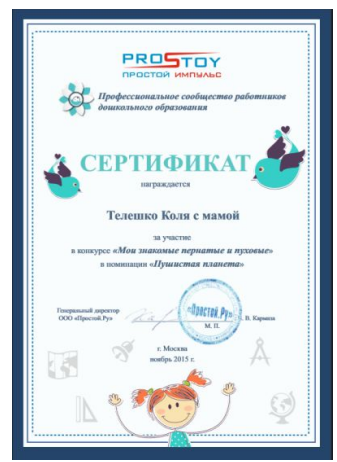 PROSTOY
ПРОСТОЙ ИМПУЛЬС
Профессиональное сообщество работников
дошкольного образования
СЕРТИФИКАТ
награждается
Телешко Коля с мамой
за участие
в конкурсе «Мои знакомые пернатые и пуховые»
в номинации «Пушистая планета»
Генеральный директор
ООО «Простой.Ру»
«Простой.Ру»
В. Карпюк
М. П.
г. Москва
ноябрь 2015 г.